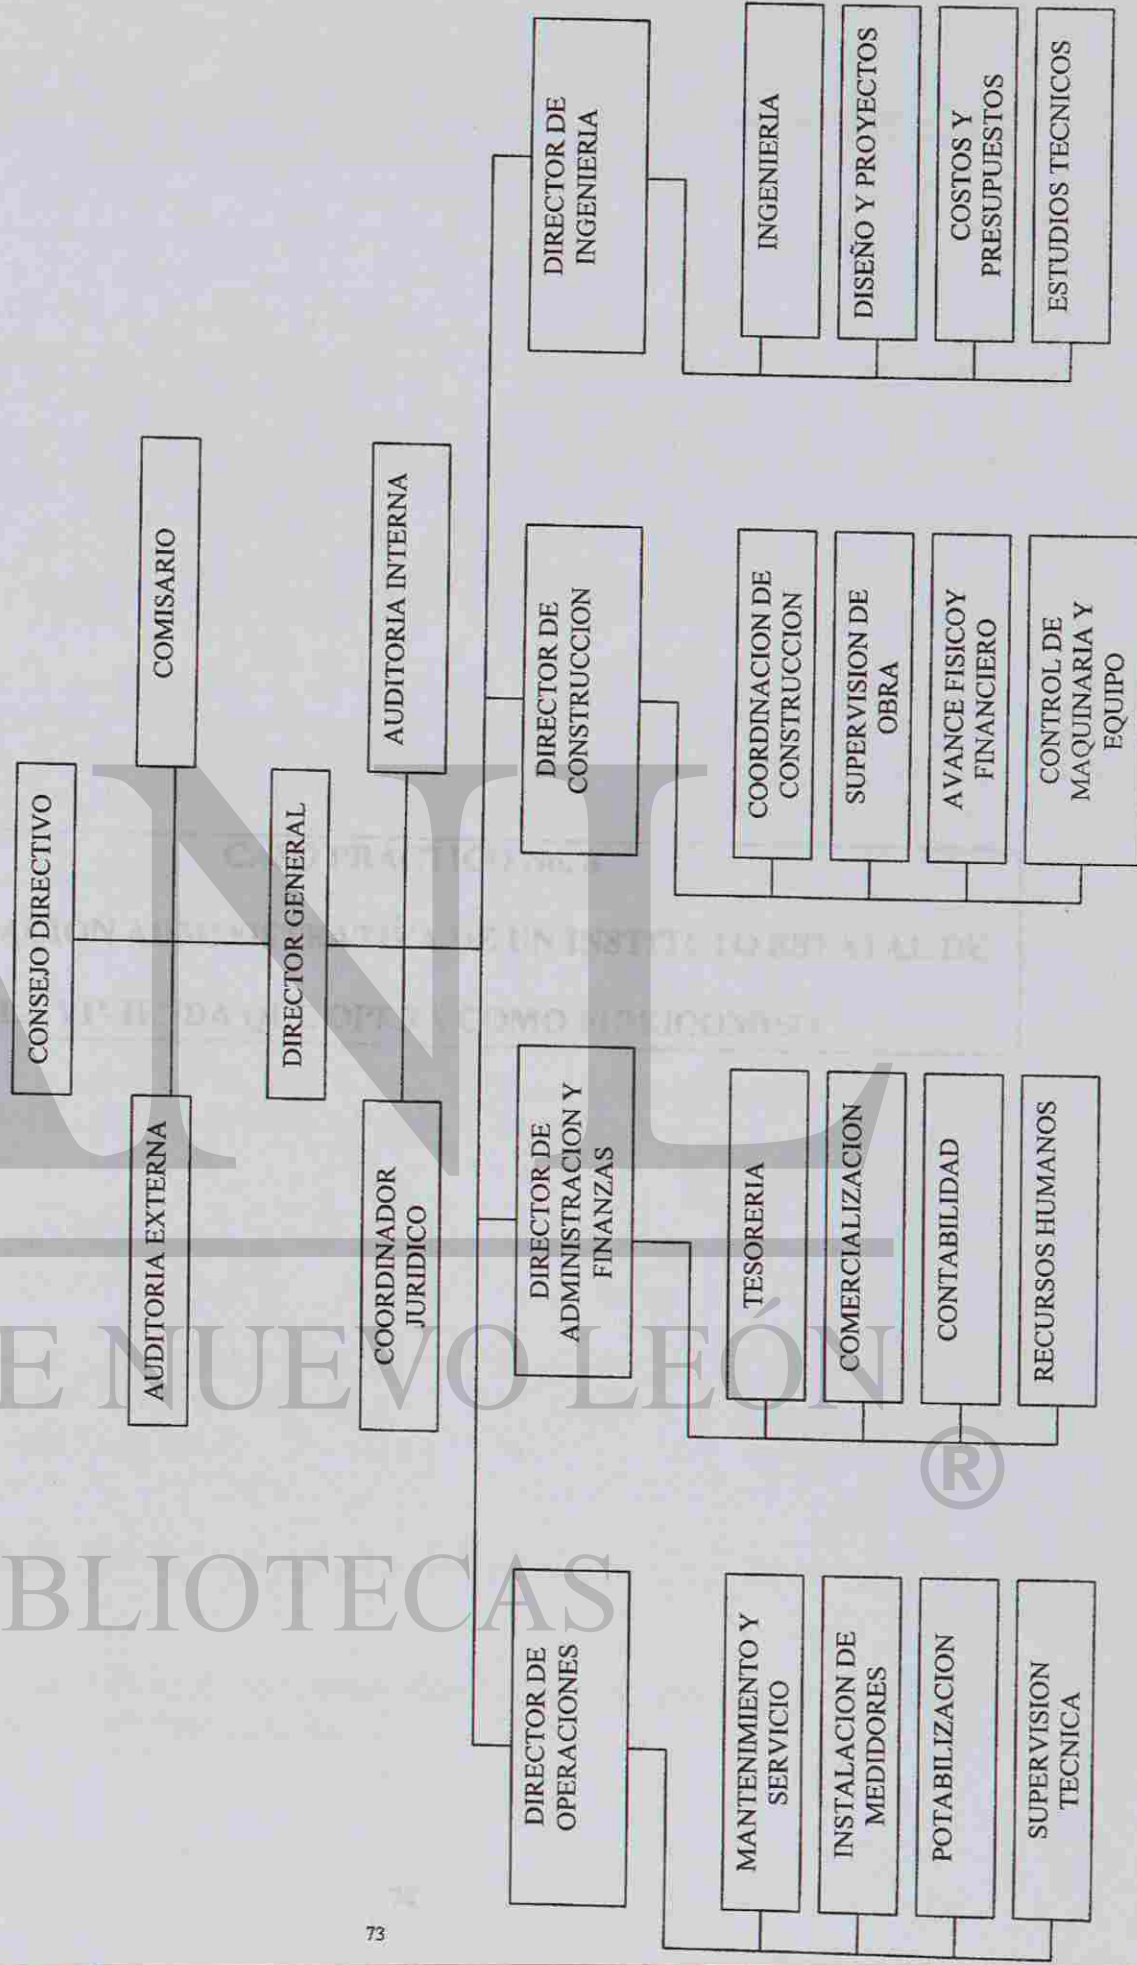 CONSEJO DIRECTIVO
AUDITORIA EXTERNA
COMISARIO
DIRECTOR GENERAL
COORDINADOR
JURIDICO
AUDITORIA INTERNA
DIRECTOR DE
OPERACIONES
DIRECTOR DE
ADMINISTRACION Y
FINANZAS
DIRECTOR DE
CONSTRUCCION
DIRECTOR DE
INGENIERIA
MANTENIMIENTO Y
SERVICIO
INSTALACION DE
MEDIDORES
POTABILIZACION
SUPERVISION
TECNICA
TESORERIA
COMERCIALIZACION
CONTABILIDAD
RECURSOS HUMANOS
COORDINACION DE
CONSTRUCCION
SUPERVISION DE
OBRA
AVANCE FISICOY
FINANCIERO
CONTROL DE
MAQUINARIA Y
EQUIPO
INGENIERIA
DISEÑO Y PROYECTOS
COSTOS Y
PRESUPUESTOS
ESTUDIOS TECNICOS
73
ANL
E NUEVO LEÓN
®
BLIOTECAS